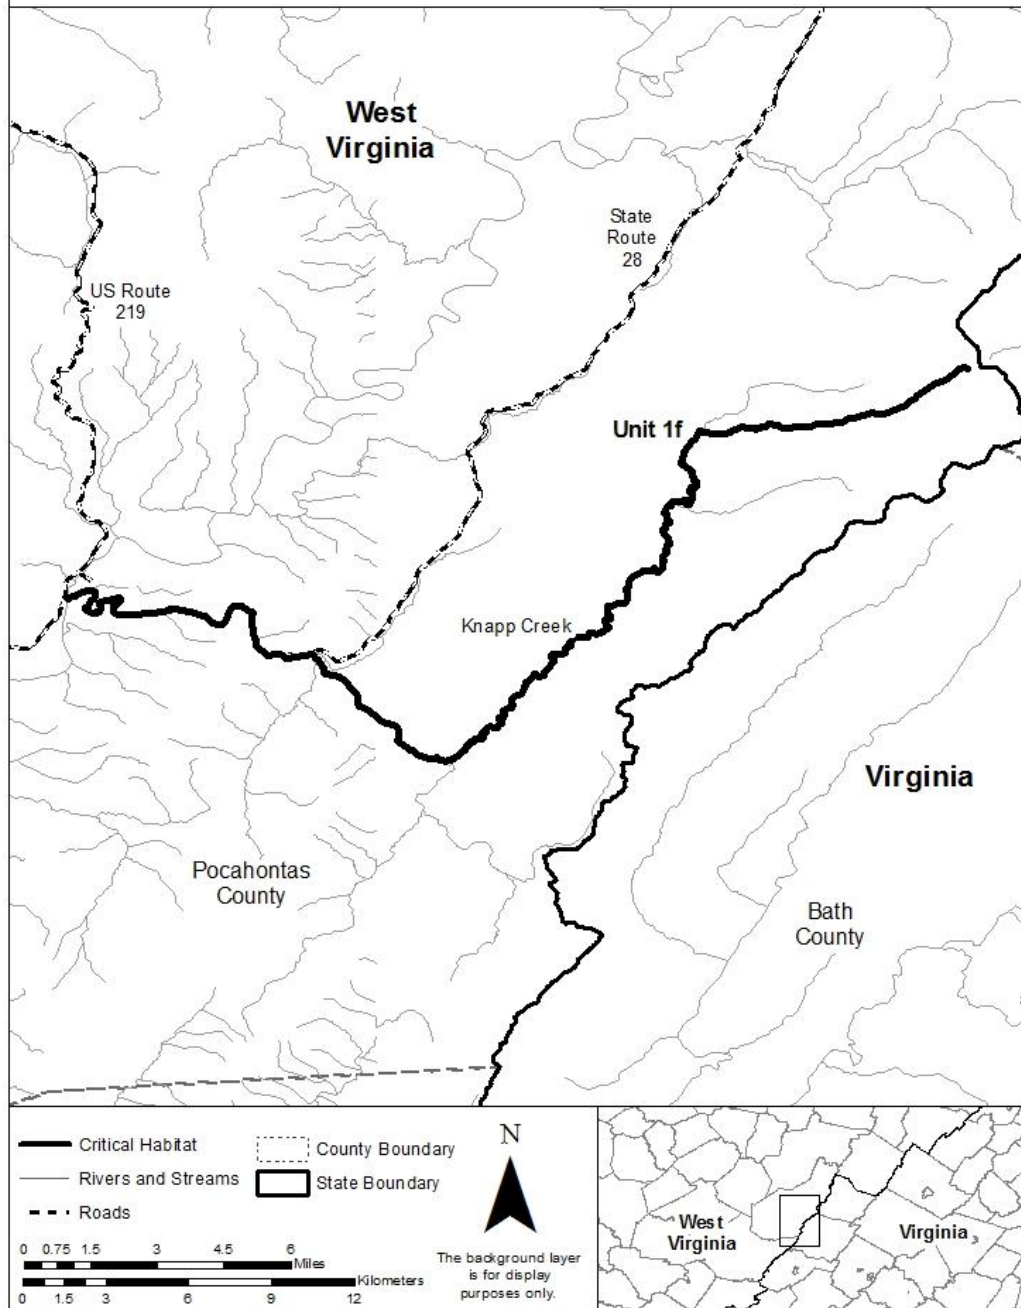 West
Virginia
State
Route
28
US Route
219
Unit 1f
Knapp Creek
Virginia
Pocahontas
County
Bath
County
Critical Habitat
County Boundary
Rivers and Streams
State Boundary
Roads
N
0 0.75 1.5 3 4.5 6
Miles
Kilometers
0 1.5 3 6 9 12
The background layer
is for display
purposes only.
West
Virginia
Virginia